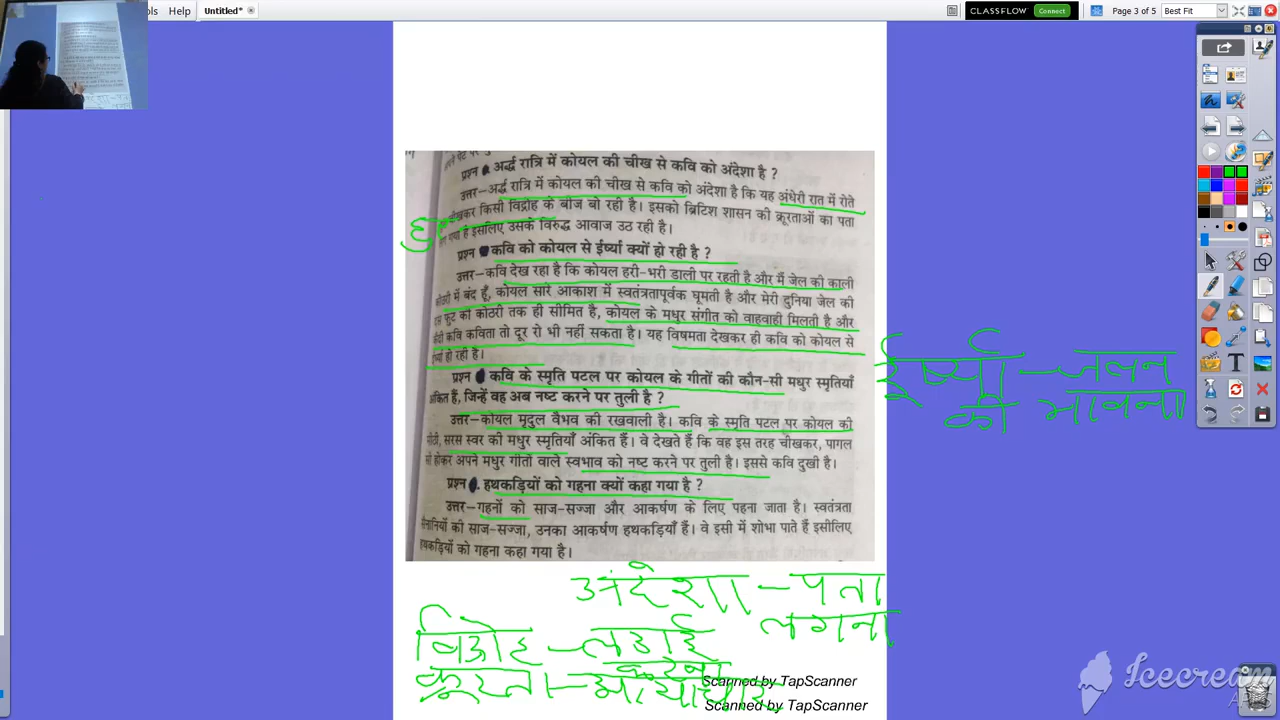 ls Help Untitled*
CLASSFLOW Connect Page 3 of 5 Best Fit
प्रश्न अर्द्ध रात्रि में कोयल की चीख से कवि को अंदेशा है ?
उत्तर–अर्द्ध रात्रि में कोयल की चीख से कवि को अंदेशा है कि यह अंधेरी रात में रोते
चीखकर किसी विद्रोह के बीज बो रही है। इसको ब्रिटिश शासन की क्रूरताओं का पता
गया है इसलिए उसके विरुद्ध आवाज उठ रही है।
प्रश्न कवि को कोयल से ईर्ष्या क्यों हो रही है ?
उत्तर–कवि देख रहा है कि कोयल हरी-भरी डाली पर रहती है और मैं जेल की काली
कोठरी में बंद हूँ, कोयल सारे आकाश में स्वतंत्रतापूर्वक घूमती है और मेरी दुनिया जेल की
दस फुट की कोठरी तक ही सीमित है, कोयल के मधुर संगीत को वाहवाही मिलती है और
कवि कविता तो दूर रो भी नहीं सकता है। यह विषमता देखकर ही कवि को कोयल से
हो रही है।
प्रश्न कवि के स्मृति पटल पर कोयल के गीतों की कौन-सी मधुर स्मृतियाँ
अंकित है, जिन्हें वह अब नष्ट करने पर तुली है ?
उत्तर–कोयल मृदुल वैभव की रखवाली है। कवि के स्मृति पटल पर कोयल की
मीठी, सरस स्वर की मधुर स्मृतियाँ अंकित हैं। वे देखते हैं कि वह इस तरह चीखकर, पागल
सी होकर अपने मधुर गीतों वाले स्वभाव को नष्ट करने पर तुली है। इससे कवि दुखी है।
प्रश्न हथकड़ियों को गहना क्यों कहा गया है ?
उत्तर–गहनों को साज-सज्जा और आकर्षण के लिए पहना जाता है। स्वतंत्रता
सेनानियों की साज-सज्जा, उनका आकर्षण हथकड़ियाँ हैं। वे इसी में शोभा पाते हैं इसीलिए
हथकड़ियों को गहना कहा गया है।
ईर्ष्या – जलन
की भावना
अंदेशा – पता
लगना
विद्रोह – लडाई
करना
क्रूरता –
Scanned by TapScanner
Scanned by TapScanner
Icecream
APPS